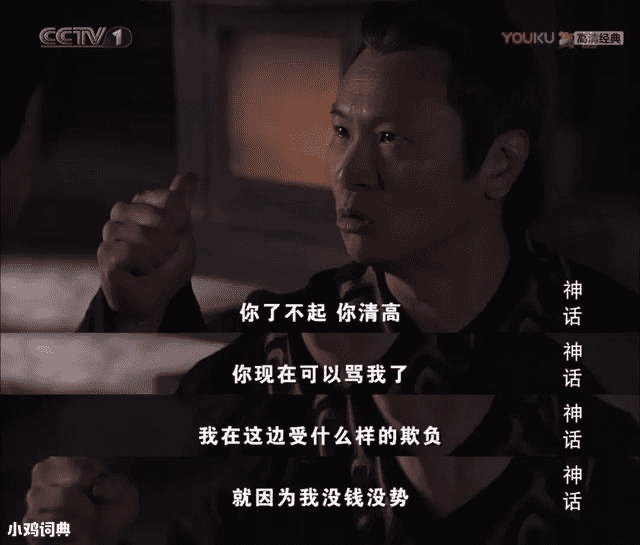 CCTV 1
YOUKU 高清经典
你了不起 你清高
神话
你现在可以骂我了
神话
我在这边受什么样的欺负
神话
就因为我没钱没势
神话
小鸡词典